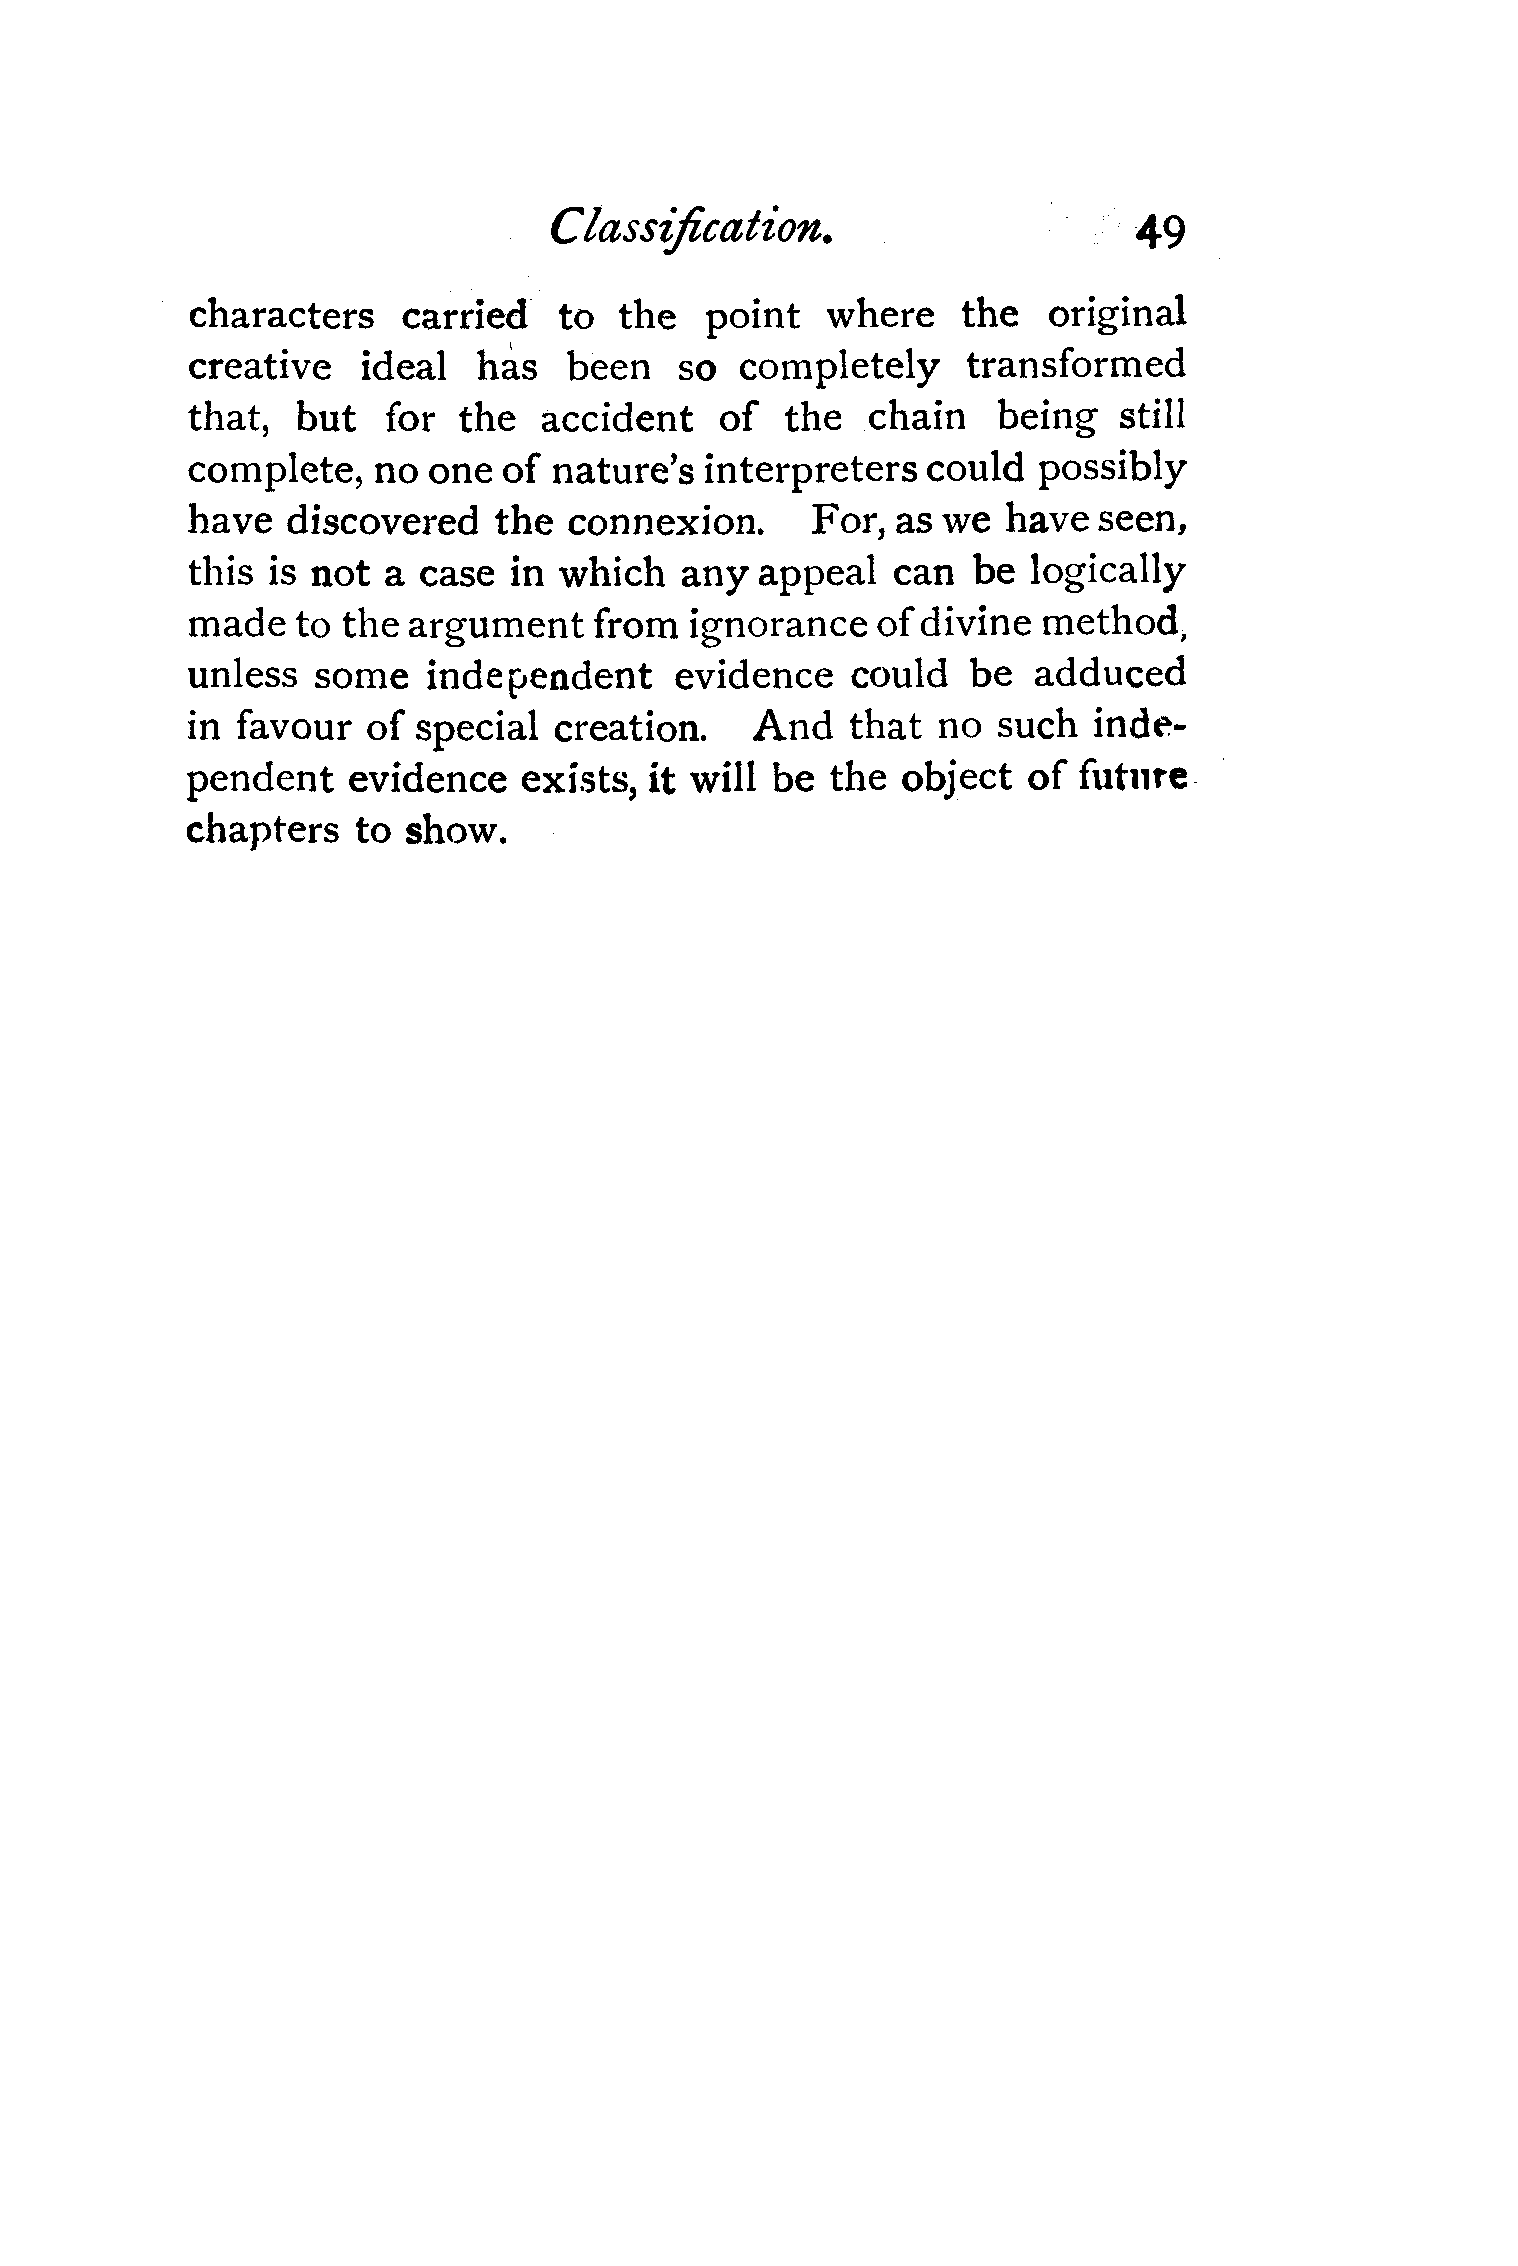 Classification. 49
characters carried to the point where the original
creative ideal has been so completely transformed
that, but for the accident of the chain being still
complete, no one of nature's interpreters could possibly
have discovered the connexion. For, as we have seen,
this is not a case in which any appeal can be logically
made to the argument from ignorance of divine method,
unless some independent evidence could be adduced
in favour of special creation. And that no such inde-
pendent evidence exists, it will be the object of future
chapters to show.